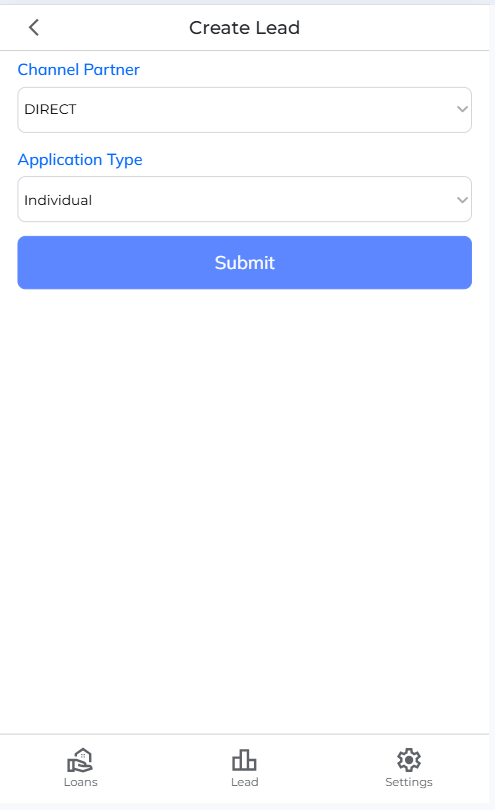 Create Lead
Channel Partner
DIRECT
Application Type
Individual
Submit
Loans
Lead
Settings